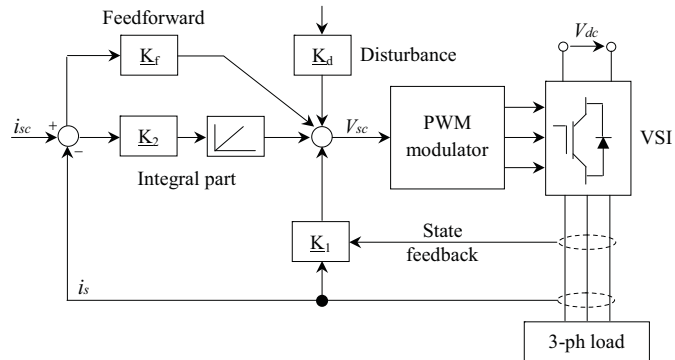 Feedforward
V_dc
K_f
K_d
Disturbance
i_sc
+
−
K_2
V_sc
PWM
modulator
VSI
Integral part
K_1
State
feedback
i_s
3-ph load